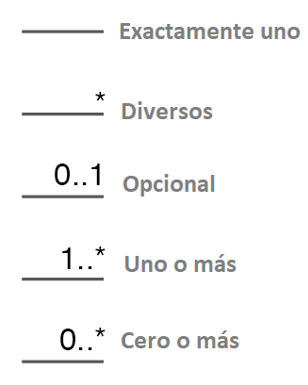 Exactamente uno
* Diversos
0..1 Opcional
1..* Uno o más
0..* Cero o más